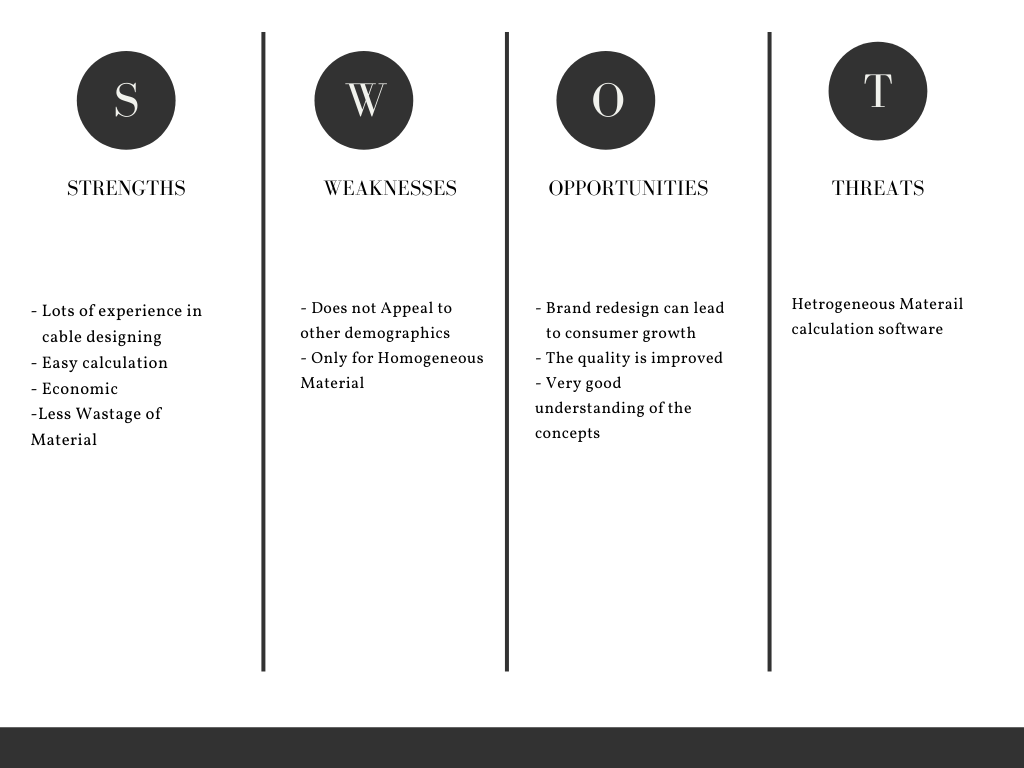 S
STRENGTHS
- Lots of experience in
cable designing
- Easy calculation
- Economic
-Less Wastage of
Material
W
WEAKNESSES
- Does not Appeal to
other demographics
- Only for Homogeneous
Material
O
OPPORTUNITIES
- Brand redesign can lead
to consumer growth
- The quality is improved
- Very good
understanding of the
concepts
T
THREATS
Hetrogeneous Materail
calculation software